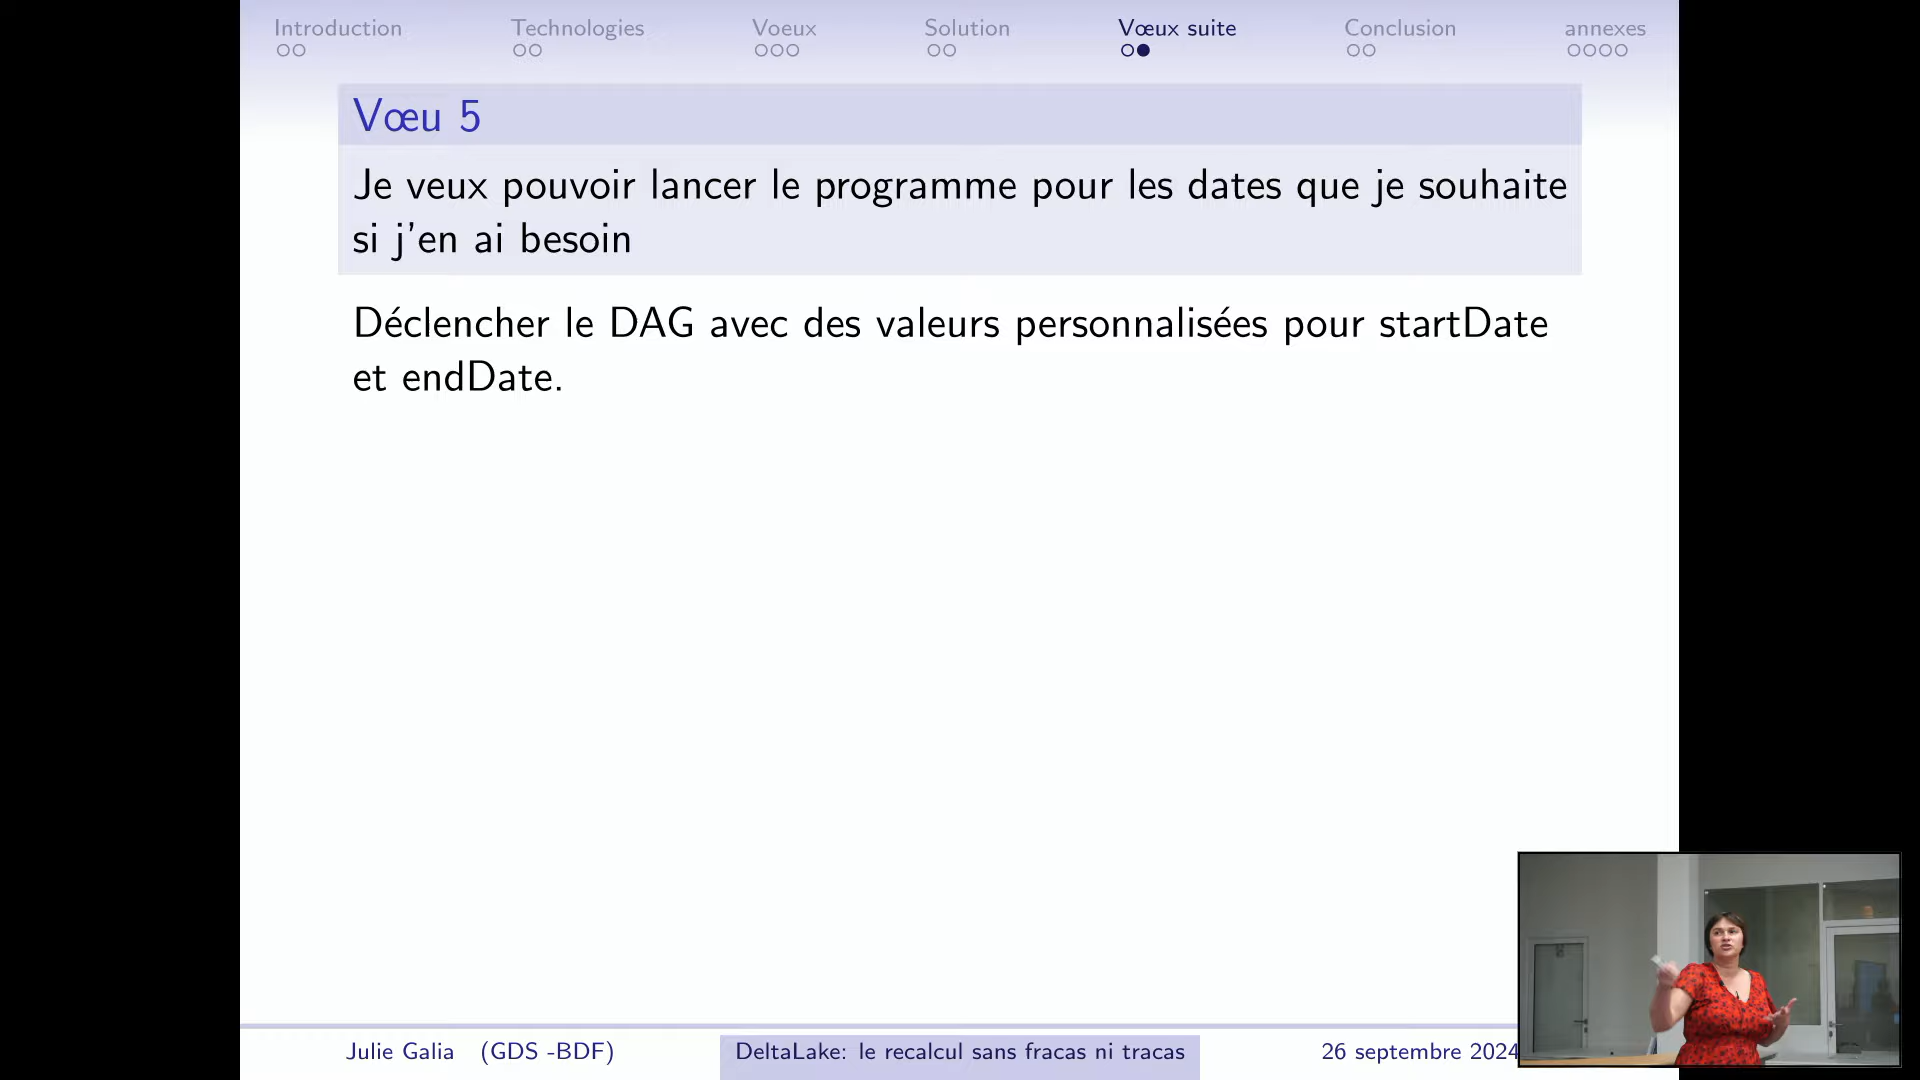 Introduction
Technologies
Voeux
Solution
Vœux suite
Conclusion
annexes
Vœu 5
Je veux pouvoir lancer le programme pour les dates que je souhaite
si j'en ai besoin
Déclencher le DAG avec des valeurs personnalisées pour startDate
et endDate.
Julie Galia (GDS -BDF)
DeltaLake: le recalcul sans fracas ni tracas
26 septembre 2024